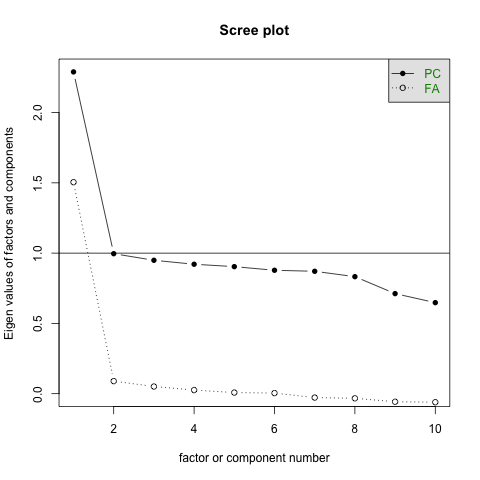 Scree plot
PC
FA
Eigen values of factors and components
2.0
1.5
1.0
0.5
0.0
2
4
6
8
10
factor or component number